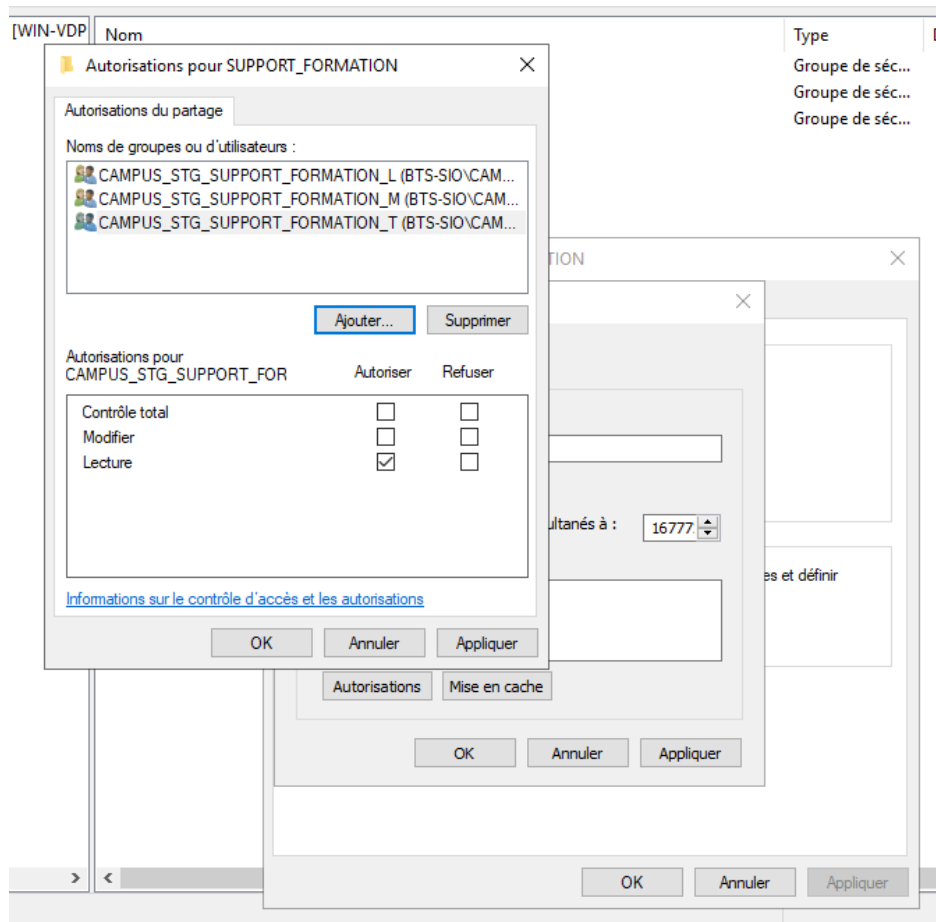 [WIN-VDP
Nom
Type
Groupe de séc...
Groupe de séc...
Groupe de séc...
Autorisations pour SUPPORT_FORMATION
Autorisations du partage
Noms de groupes ou d'utilisateurs :
CAMPUS_STG_SUPPORT_FORMATION_L (BTS-SIO\CAM...
CAMPUS_STG_SUPPORT_FORMATION_M (BTS-SIO\CAM...
CAMPUS_STG_SUPPORT_FORMATION_T (BTS-SIO\CAM...
Ajouter...
Supprimer
Autorisations pour
CAMPUS_STG_SUPPORT_FOR
Autoriser
Refuser
Contrôle total
Modifier
Lecture
Informations sur le contrôle d'accès et les autorisations
OK
Annuler
Appliquer
TION
ultanés à :
16777
es et définir
Autorisations
Mise en cache
OK
Annuler
Appliquer
OK
Annuler
Appliquer